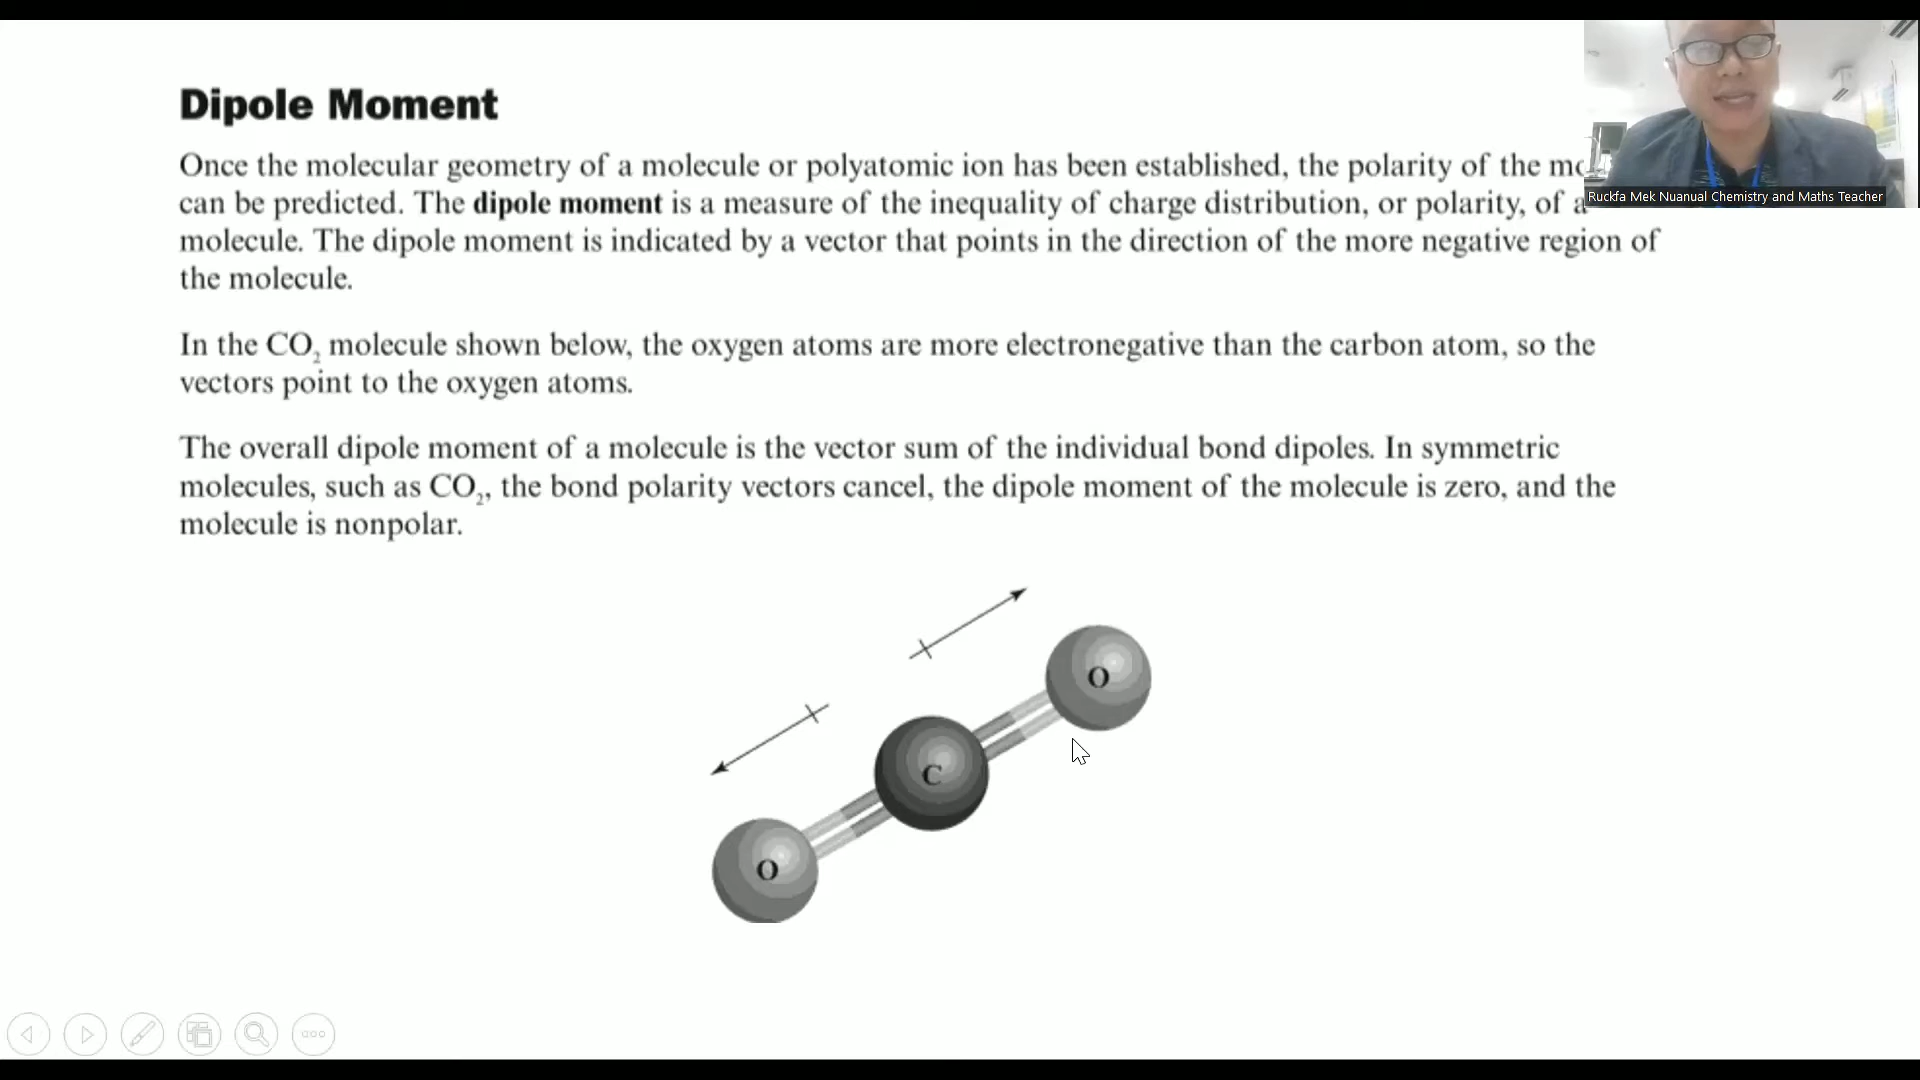 Dipole Moment
Once the molecular geometry of a molecule or polyatomic ion has been established, the polarity of the
can be predicted. The dipole moment is a measure of the inequality of charge distribution, or polarity, of a
molecule. The dipole moment is indicated by a vector that points in the direction of the more negative region of
the molecule.
In the CO₂ molecule shown below, the oxygen atoms are more electronegative than the carbon atom, so the
vectors point to the oxygen atoms.
The overall dipole moment of a molecule is the vector sum of the individual bond dipoles. In symmetric
molecules, such as CO₂, the bond polarity vectors cancel, the dipole moment of the molecule is zero, and the
molecule is nonpolar.
O
C
O
Ruckfa Mek Nuanual Chemistry and Maths Teacher